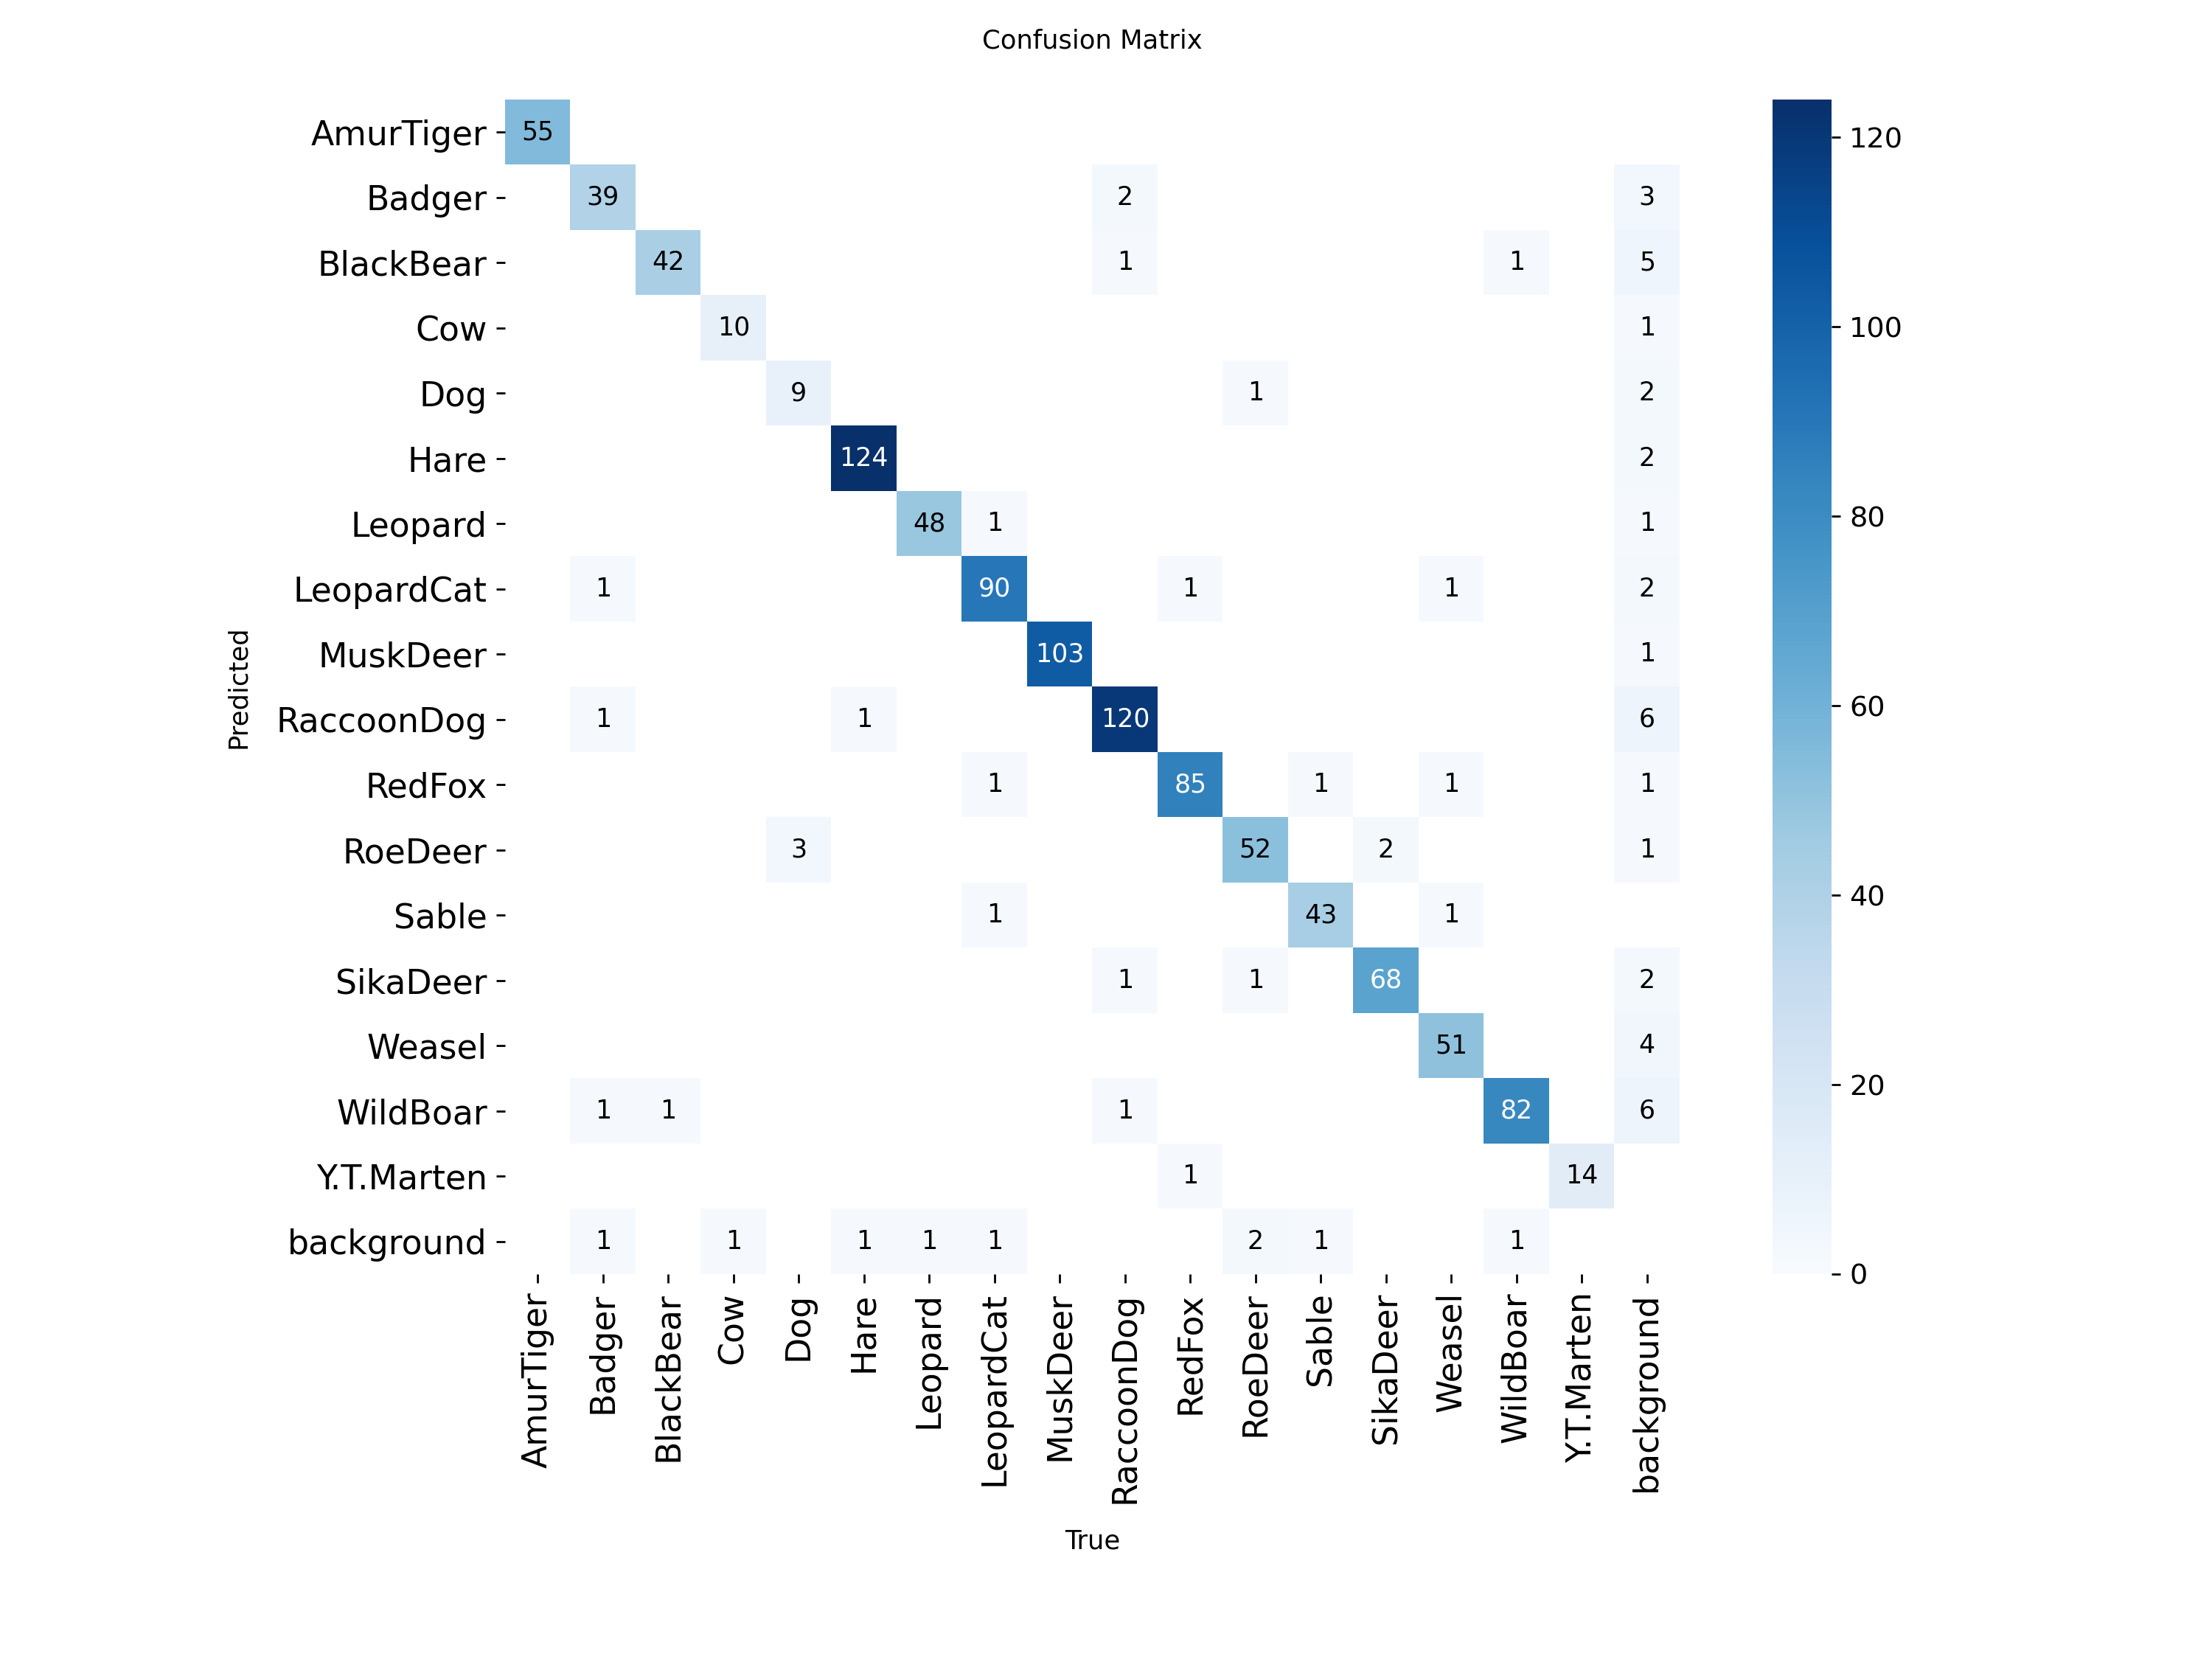 Confusion Matrix
AmurTiger 55
Badger 39 2 3
BlackBear 42 1 1 5
Cow 10 1
Dog 9 1 2
Hare 124 2
Leopard 48 1 1
LeopardCat 1 90 1 1 2
MuskDeer 103 1
RaccoonDog 1 1 120 6
RedFox 1 85 1 1 1
RoeDeer 3 52 2 1
Sable 1 43 1
SikaDeer 1 1 68 2
Weasel 51 4
WildBoar 1 1 1 82 6
Y.T.Marten 1 14
background 1 1 1 1 1 2 1 1
Predicted
AmurTiger
Badger
BlackBear
Cow
Dog
Hare
Leopard
LeopardCat
MuskDeer
RaccoonDog
RedFox
RoeDeer
Sable
SikaDeer
Weasel
WildBoar
Y.T.Marten
background
True
120
100
80
60
40
20
0